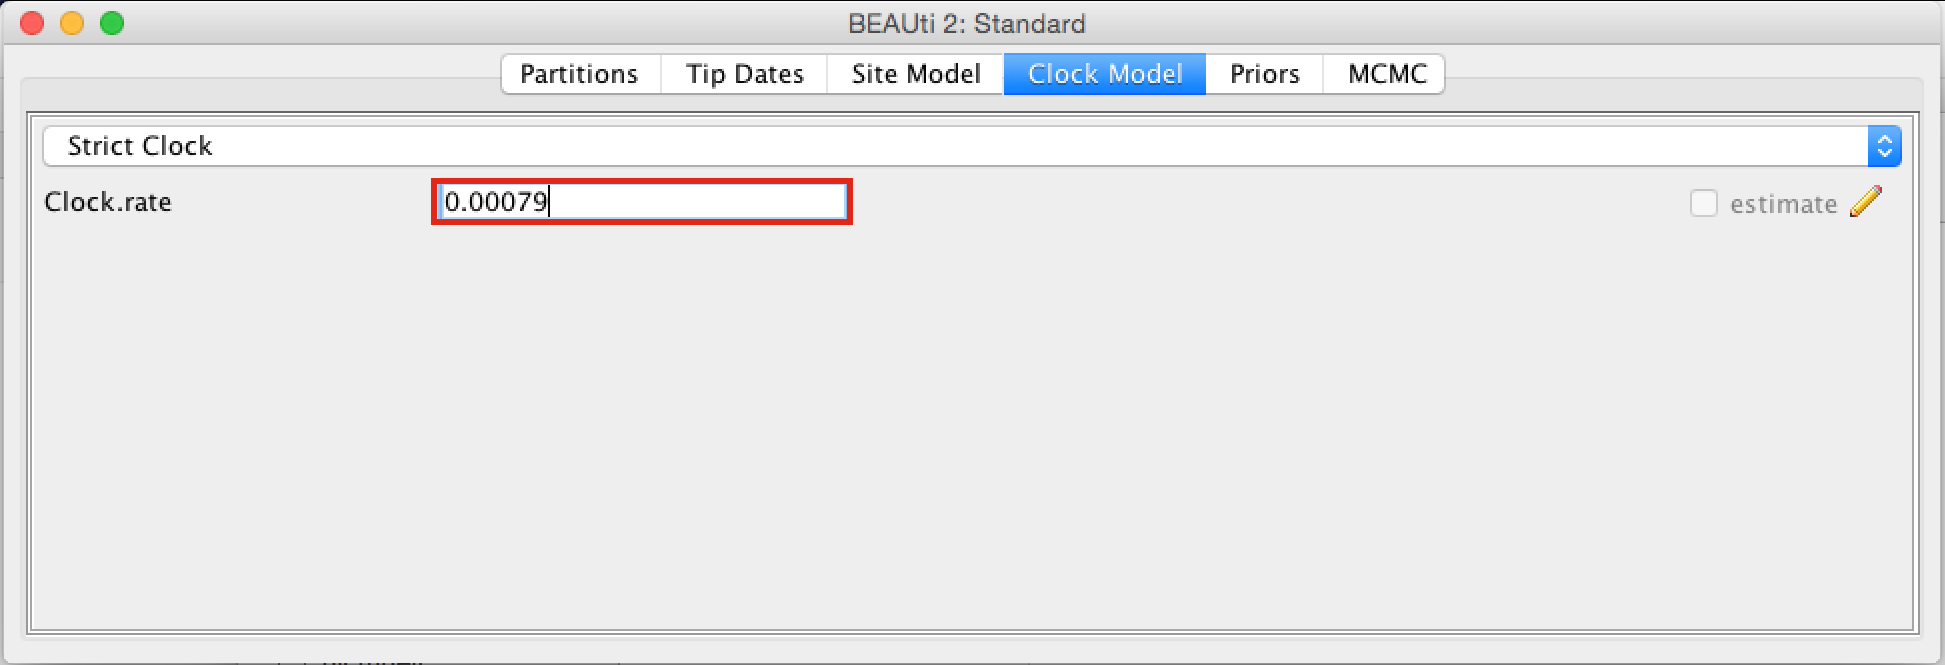 BEAUti 2: Standard
Partitions Tip Dates Site Model Clock Model Priors MCMC
Strict Clock
Clock.rate 0.00079 estimate